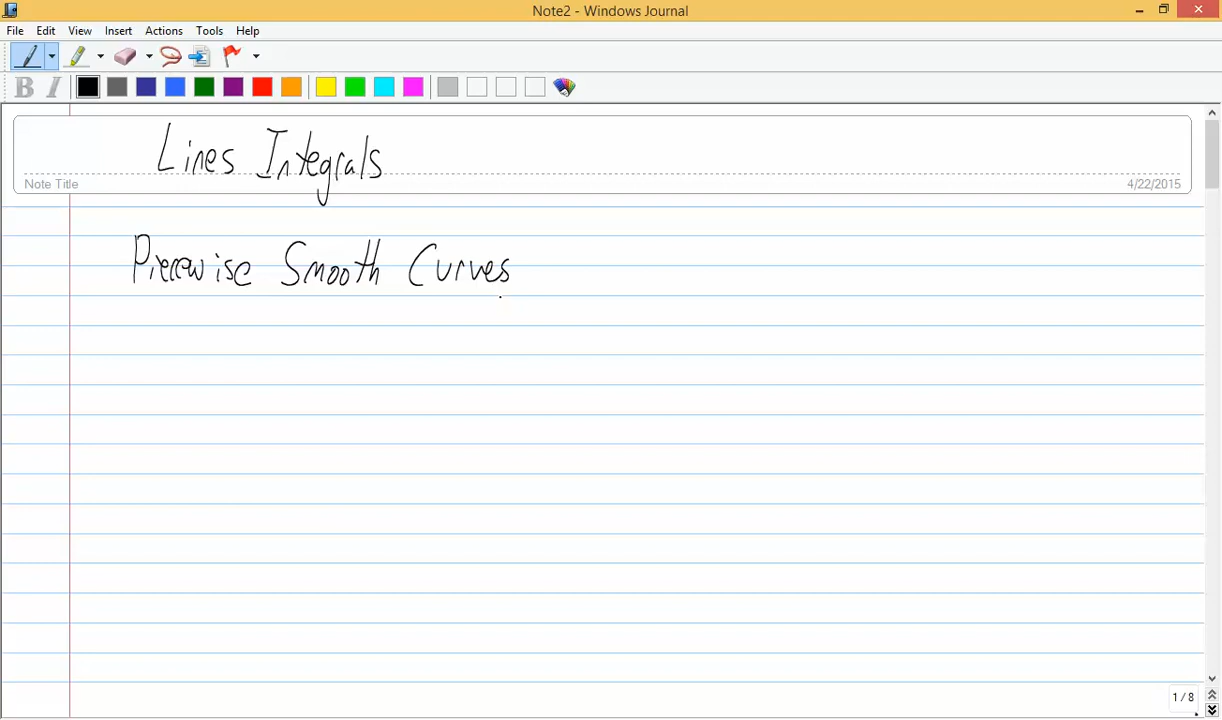 Note2 - Windows Journal
File Edit View Insert Actions Tools Help
B I
Lines Integrals
Note Title 4/22/2015
Piecewise Smooth Curves
1 / 8